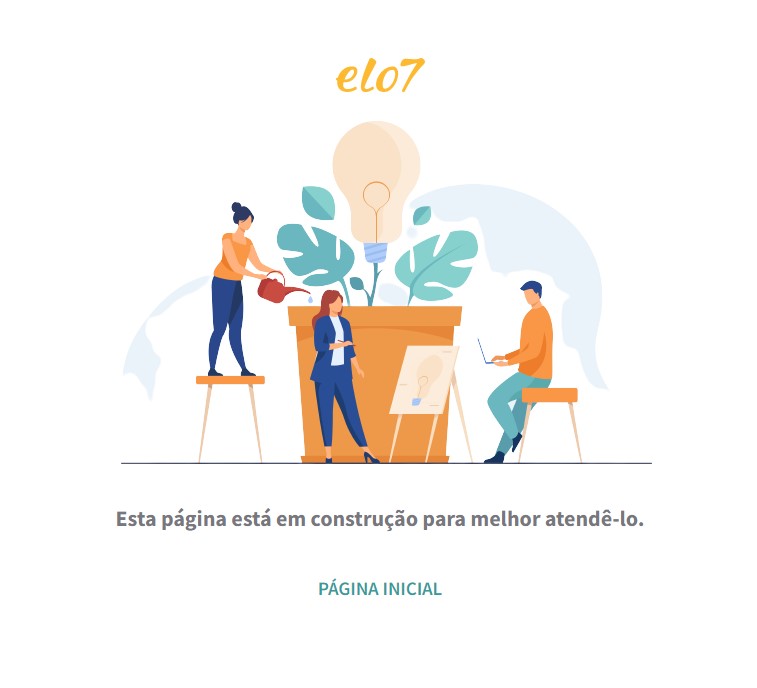 elo7
Esta página está em construção para melhor atendê-lo.
PÁGINA INICIAL